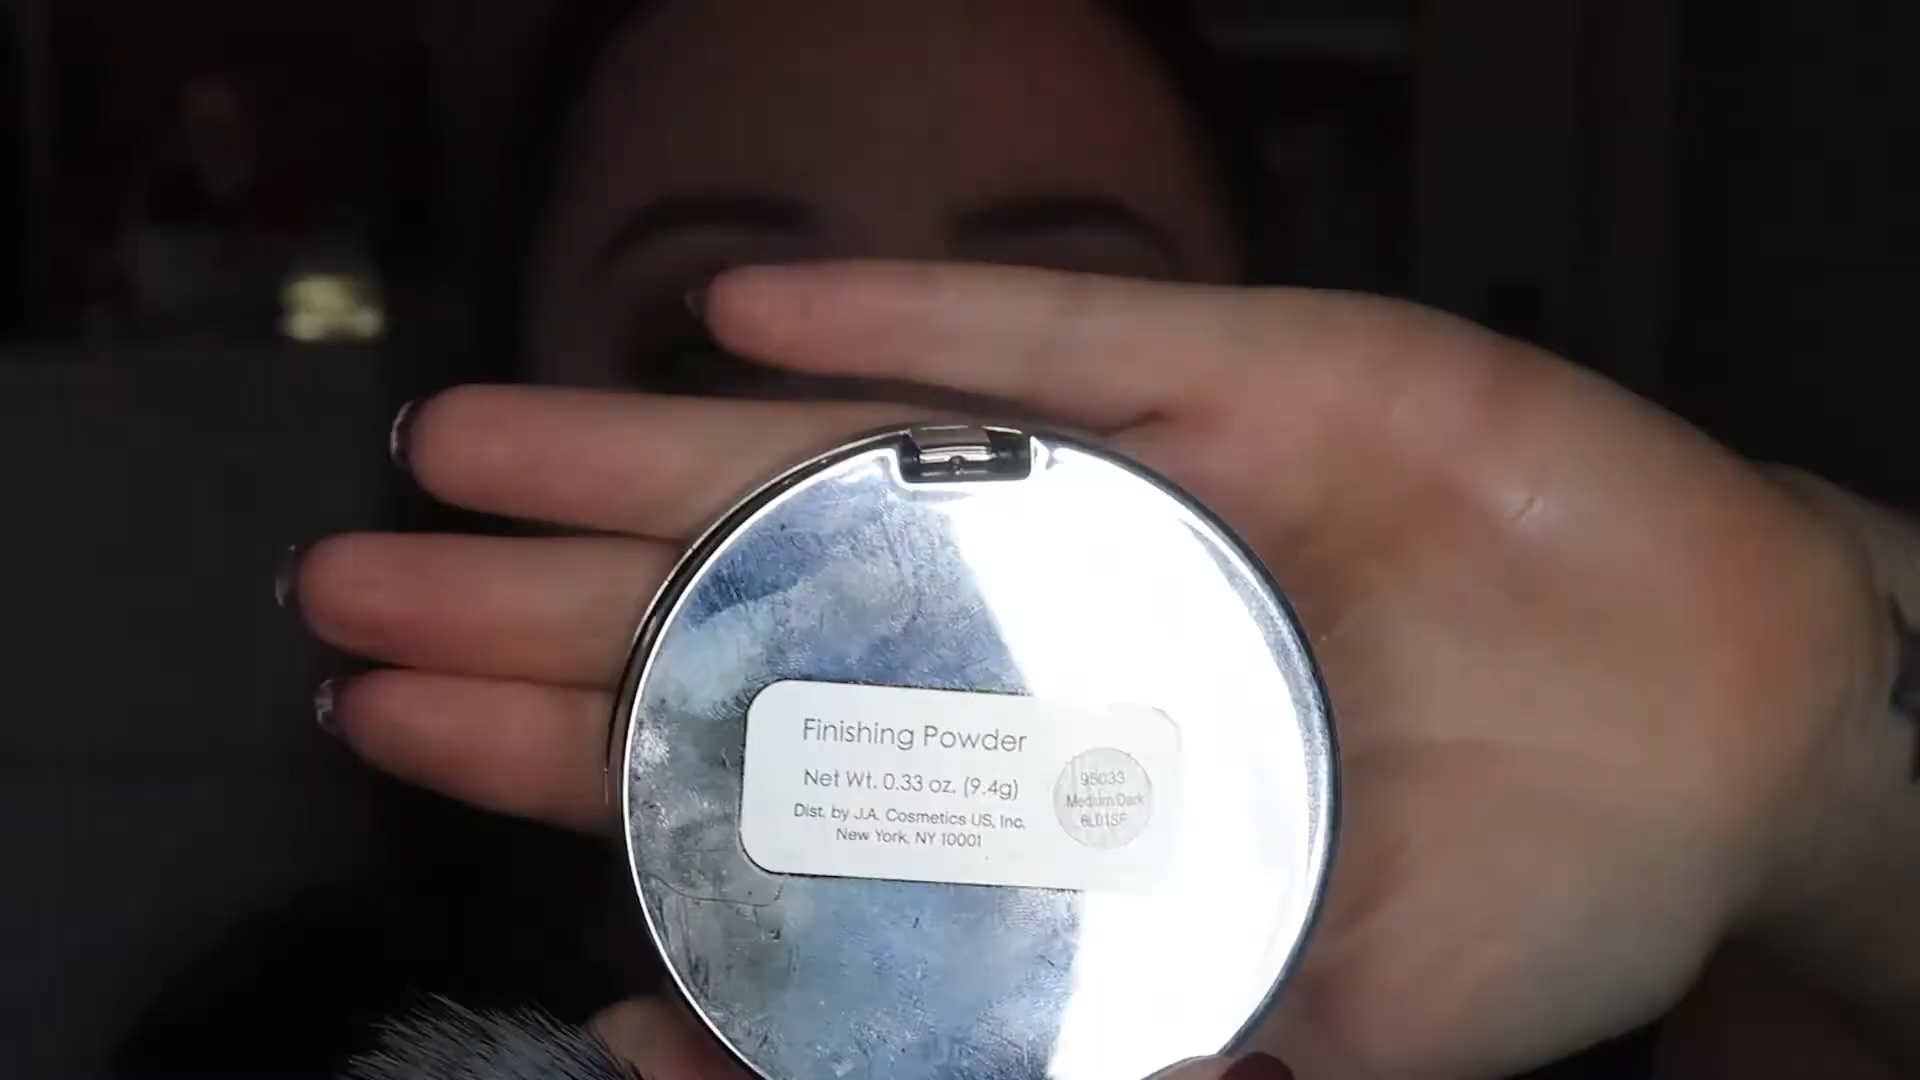 Finishing Powder
Net Wt. 0.33 oz. (9.4g)
Dist. by J.A. Cosmetics US, Inc.
New York, NY 10001
95033
Medium/Dark
6L01SF